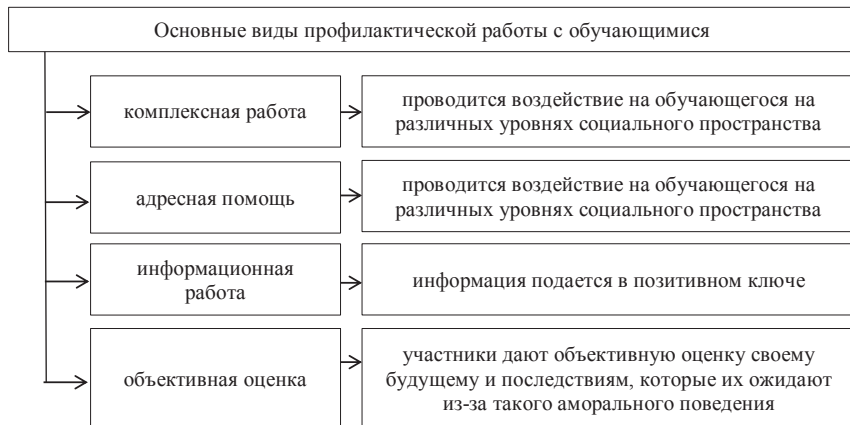 Основные виды профилактической работы с обучающимися
комплексная работа
проводится воздействие на обучающегося на
различных уровнях социального пространства
адресная помощь
проводится воздействие на обучающегося на
различных уровнях социального пространства
информационная
работа
информация подается в позитивном ключе
объективная оценка
участники дают объективную оценку своему
будущему и последствиям, которые их ожидают
из-за такого аморального поведения